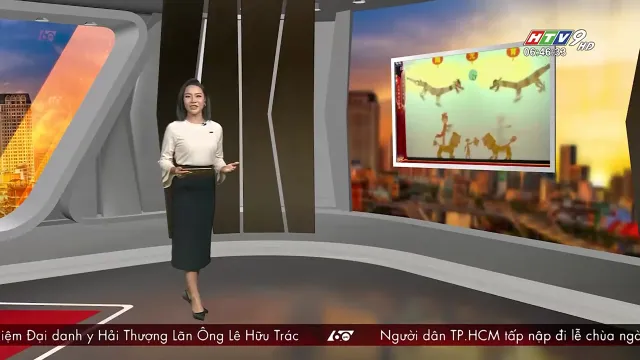 HTV9 HD
06:46:33
iệm Đại danh y Hải Thượng Lãn Ông Lê Hữu Trác 60 Người dân TP.HCM tấp nập đi lễ chùa ngà